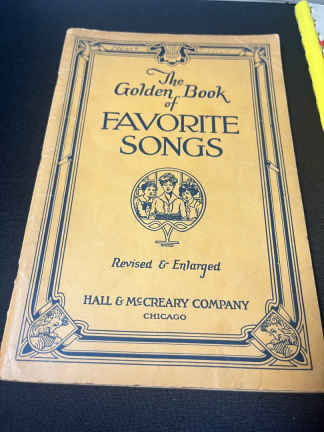 The
Golden Book
of
FAVORITE
SONGS
Revised & Enlarged
HALL & McCREARY COMPANY
CHICAGO